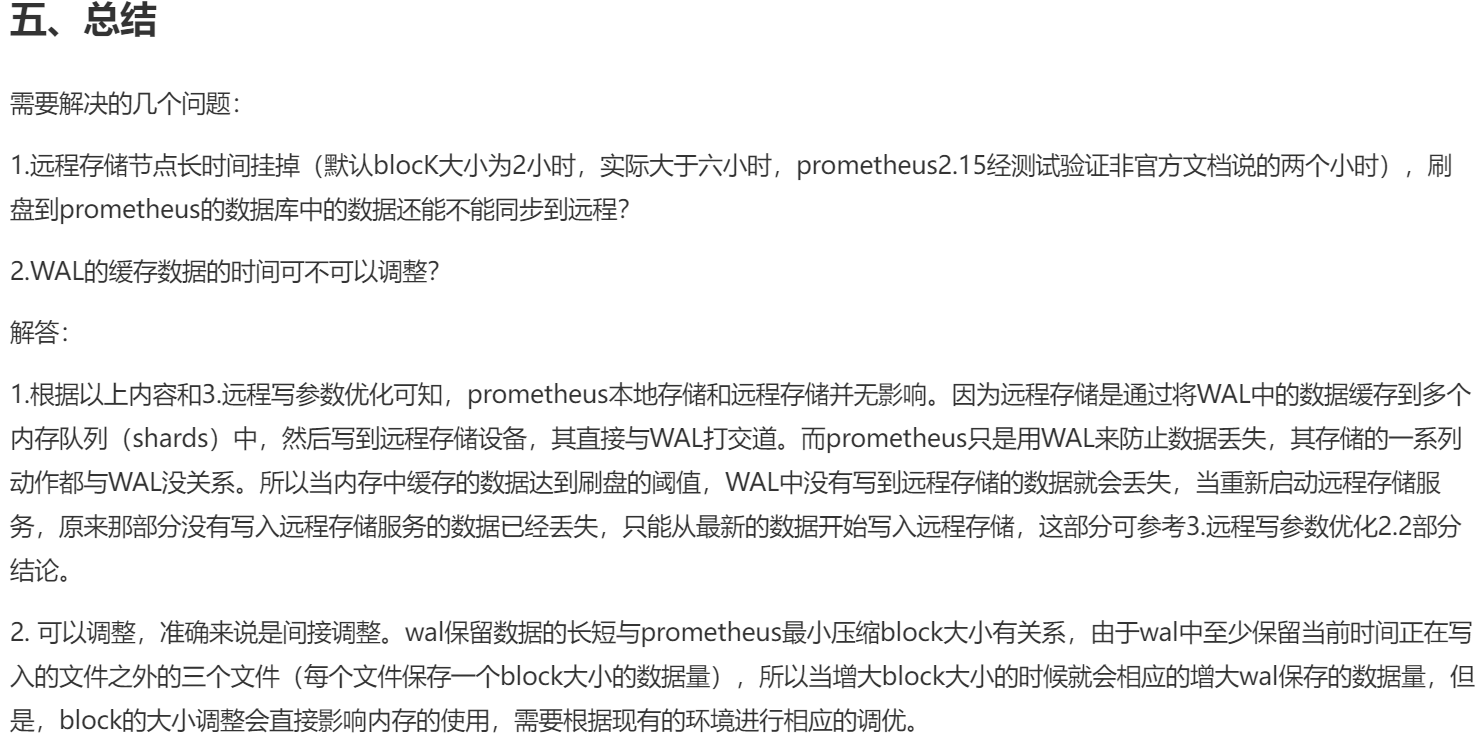 五、总结
需要解决的几个问题：
1.远程存储节点长时间挂掉（默认blocK大小为2小时，实际大于六小时，prometheus2.15经测试验证非官方文档说的两个小时），刷
盘到prometheus的数据库中的数据还能不能同步到远程？
2.WAL的缓存数据的时间可不可以调整？
解答：
1.根据以上内容和3.远程写参数优化可知，prometheus本地存储和远程存储并无影响。因为远程存储是通过将WAL中的数据缓存到多个
内存队列（shards）中，然后写到远程存储设备，其直接与WAL打交道。而prometheus只是用WAL来防止数据丢失，其存储的一系列
动作都与WAL没关系。所以当内存中缓存的数据达到刷盘的阈值，WAL中没有写到远程存储的数据就会丢失，当重新启动远程存储服
务，原来那部分没有写入远程存储服务的数据已经丢失，只能从最新的数据开始写入远程存储，这部分可参考3.远程写参数优化2.2部分
结论。
2. 可以调整，准确来说是间接调整。wal保留数据的长短与prometheus最小压缩block大小有关系，由于wal中至少保留当前时间正在写
入的文件之外的三个文件（每个文件保存一个block大小的数据量），所以当增大block大小的时候就会相应的增大wal保存的数据量，但
是，block的大小调整会直接影响内存的使用，需要根据现有的环境进行相应的调优。